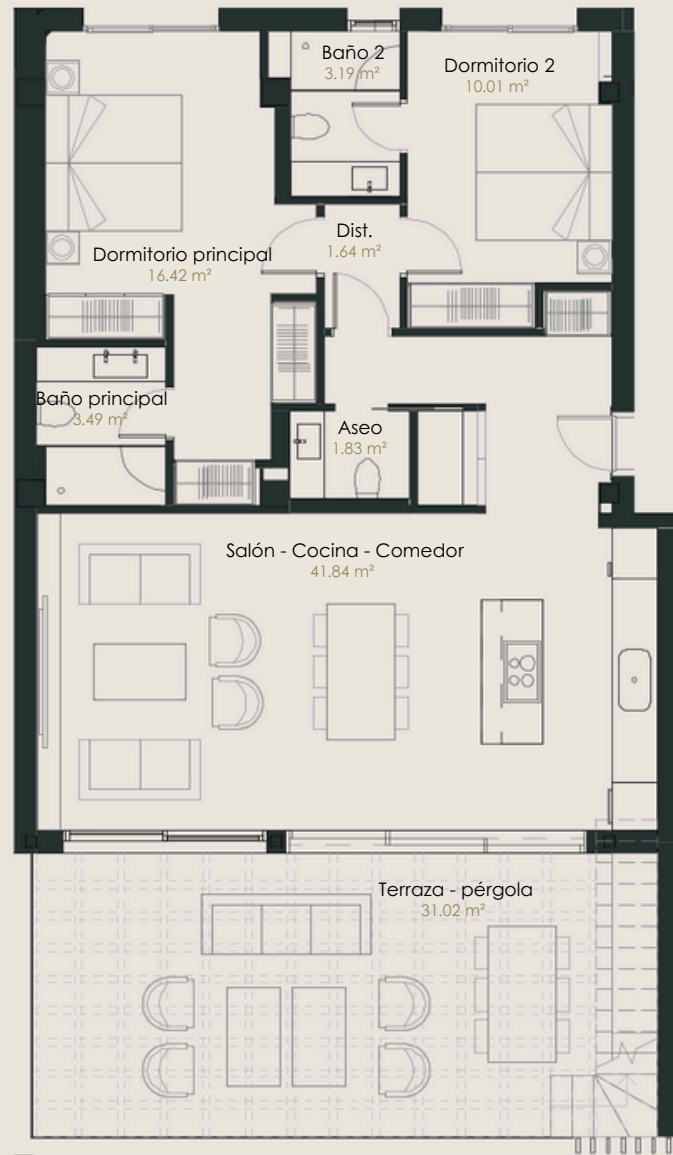 Baño 2
3.19 m²
Dormitorio 2
10.01 m²
Dist.
1.64 m²
Dormitorio principal
16.42 m²
Baño principal
3.49 m²
Aseo
1.83 m²
Salón - Cocina - Comedor
41.84 m²
Terraza - pérgola
31.02 m²